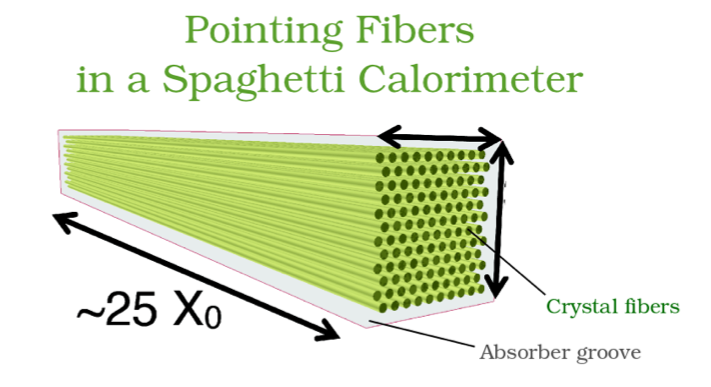 Pointing Fibers
in a Spaghetti Calorimeter
~25 X₀
Crystal fibers
Absorber groove